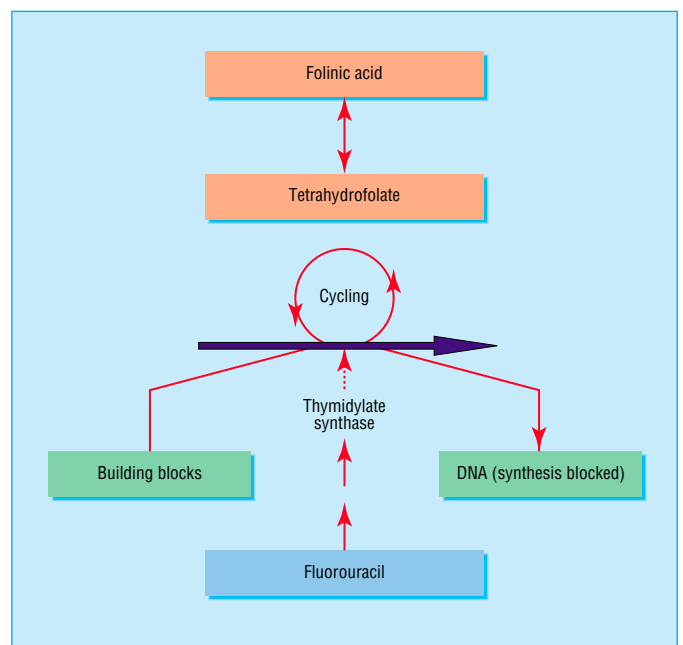 Folinic acid
Tetrahydrofolate
Cycling
Thymidylate
synthase
Building blocks
DNA (synthesis blocked)
Fluorouracil